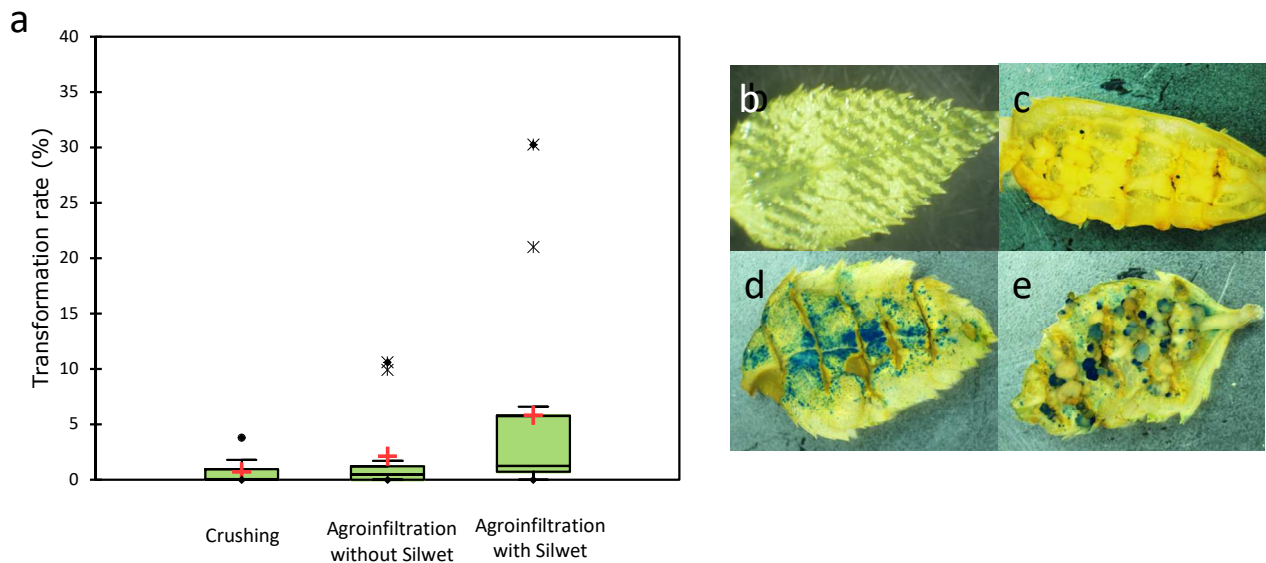 a
40
35
30
25
20
15
10
5
0
Transformation rate (%)
Crushing
Agroinfiltration
without Silwet
Agroinfiltration
with Silwet
b
c
d
e